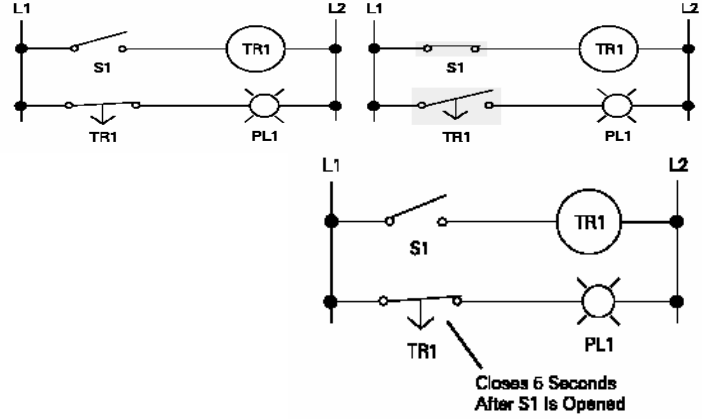 L1 L2 L1 L2
TR1 TR1
S1 S1
TR1 PL1 TR1 PL1
L1 L2
TR1
S1
TR1 PL1
Closes 5 Seconds
After S1 Is Opened